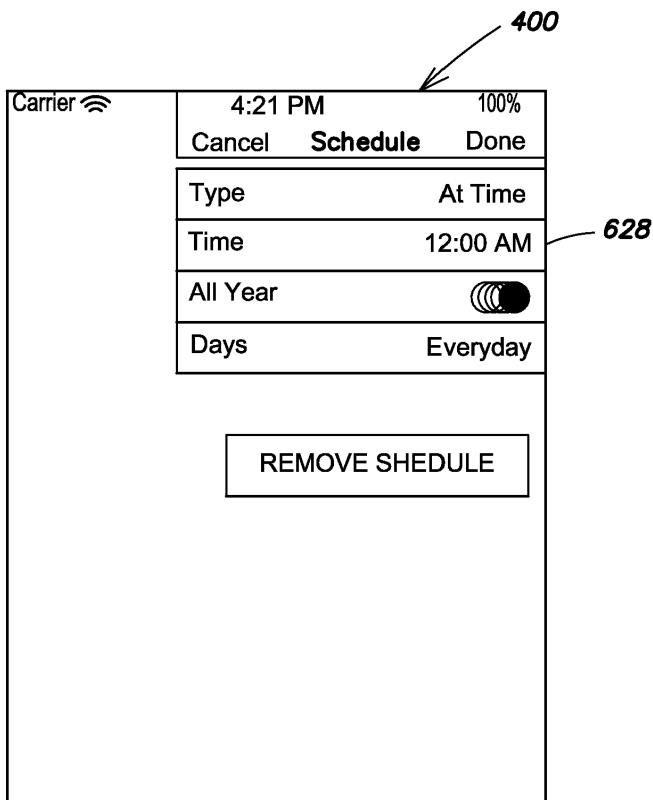 400
Carrier 4:21 PM 100%
Cancel Schedule Done
Type At Time
Time 12:00 AM 628
All Year
Days Everyday
REMOVE SHEDULE